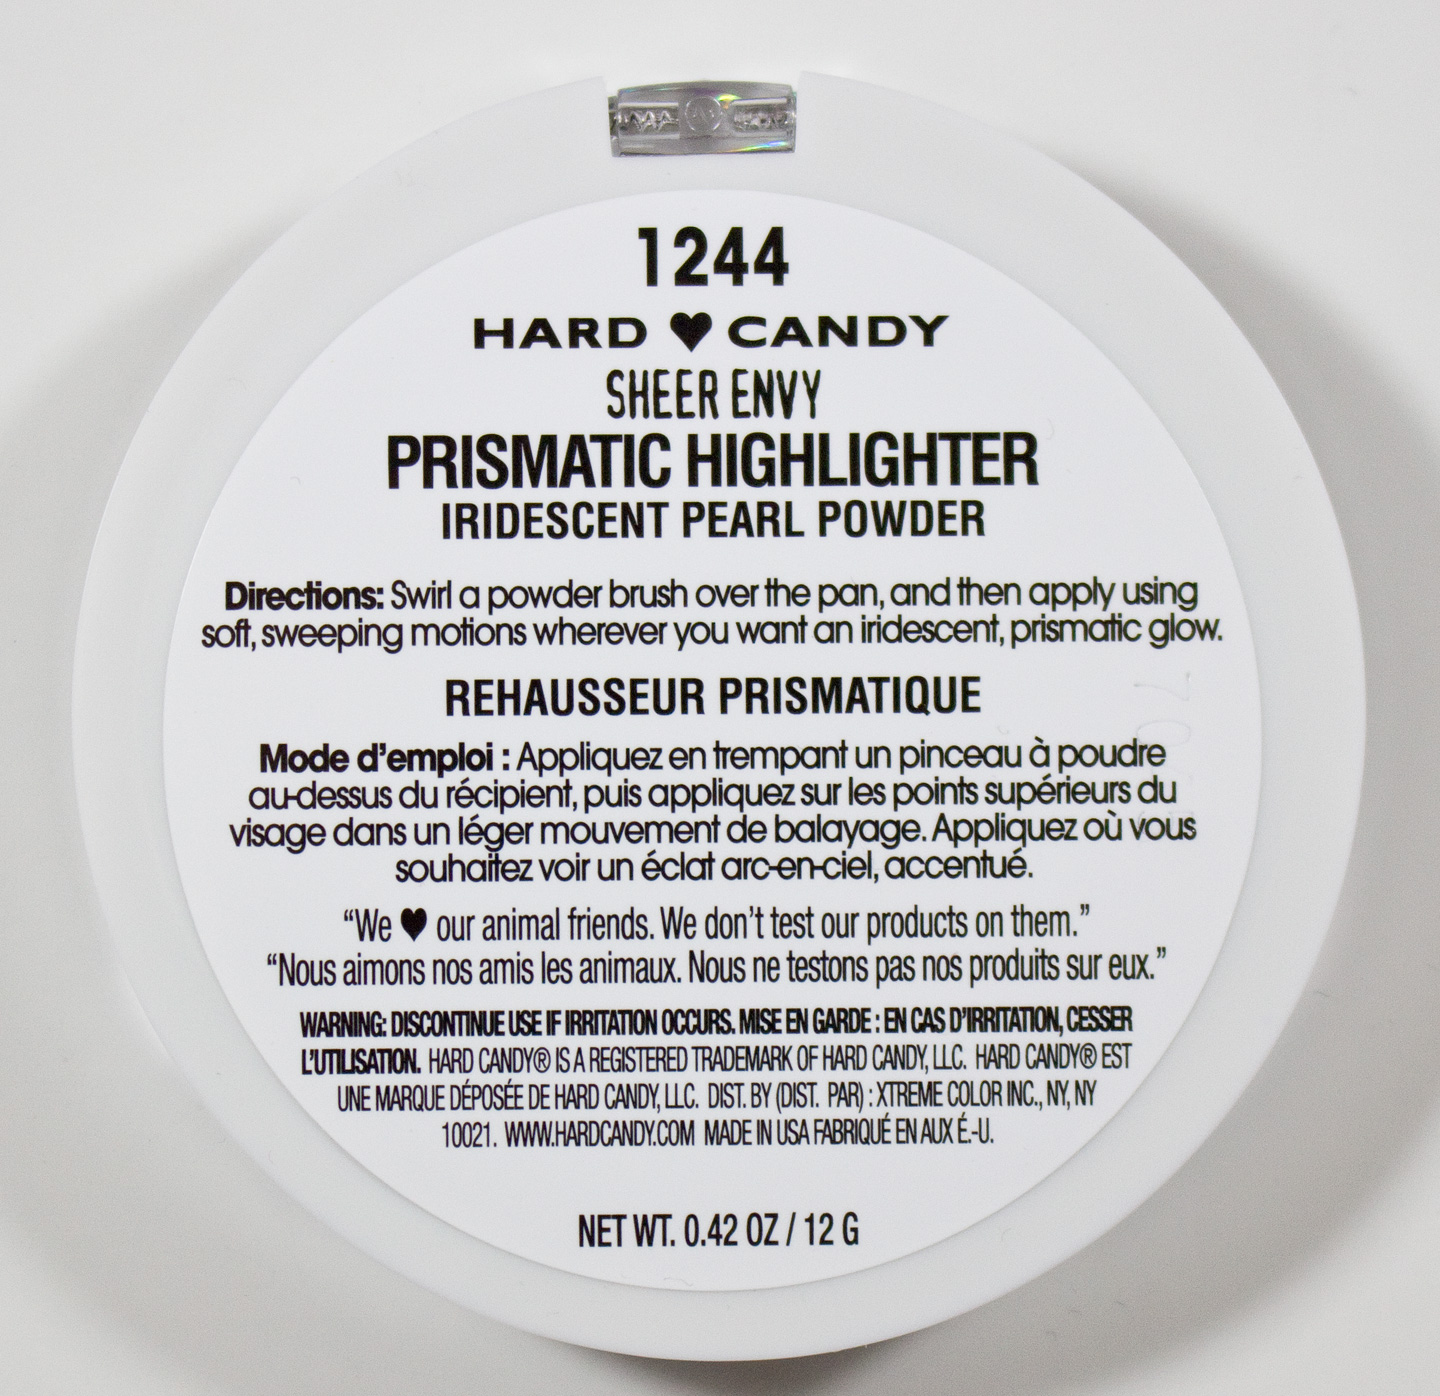 1244
HARD ♥ CANDY
SHEER ENVY
PRISMATIC HIGHLIGHTER
IRIDESCENT PEARL POWDER
Directions: Swirl a powder brush over the pan, and then apply using
soft, sweeping motions wherever you want an iridescent, prismatic glow.
REHAUSSEUR PRISMATIQUE
Mode d’emploi : Appliquez en trempant un pinceau à poudre
au-dessus du récipient, puis appliquez sur les points supérieurs du
visage dans un léger mouvement de balayage. Appliquez où vous
souhaitez voir un éclat arc-en-ciel, accentué.
“We ♥ our animal friends. We don’t test our products on them.”
“Nous aimons nos amis les animaux. Nous ne testons pas nos produits sur eux.”
WARNING: DISCONTINUE USE IF IRRITATION OCCURS. MISE EN GARDE : EN CAS D’IRRITATION, CESSER
L’UTILISATION. HARD CANDY® IS A REGISTERED TRADEMARK OF HARD CANDY, LLC. HARD CANDY® EST
UNE MARQUE DÉPOSÉE DE HARD CANDY, LLC. DIST. BY (DIST. PAR) : XTREME COLOR INC., NY, NY
10021. WWW.HARDCANDY.COM MADE IN USA FABRIQUÉ EN AUX É.-U.
NET WT. 0.42 OZ / 12 G